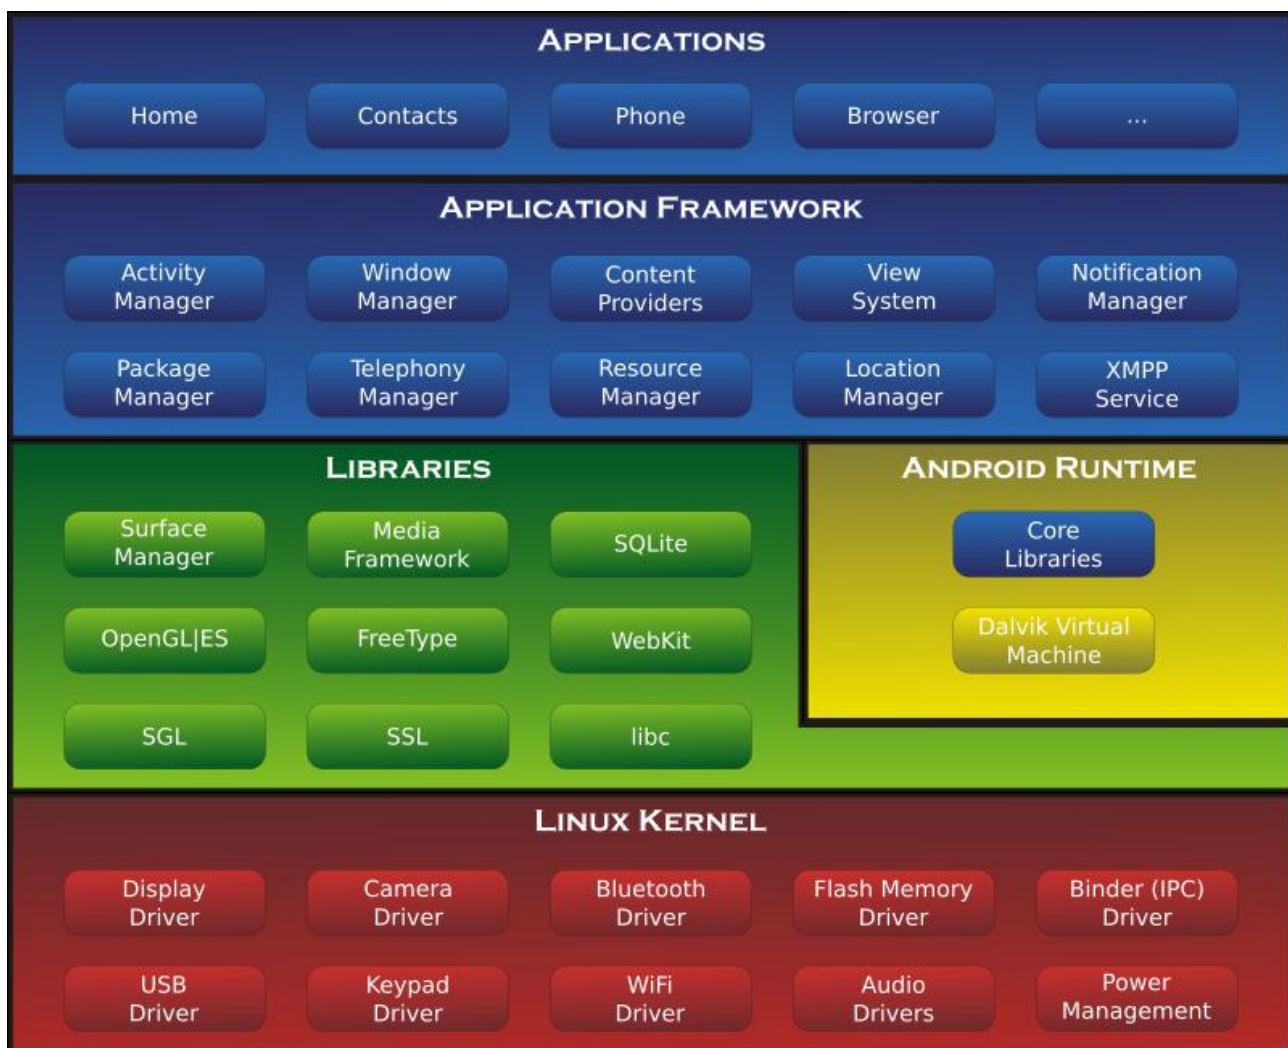 APPLICATIONS
Home
Contacts
Phone
Browser
...
APPLICATION FRAMEWORK
Activity
Manager
Window
Manager
Content
Providers
View
System
Notification
Manager
Package
Manager
Telephony
Manager
Resource
Manager
Location
Manager
XMPP
Service
LIBRARIES
Surface
Manager
Media
Framework
SQLite
OpenGL|ES
FreeType
WebKit
SGL
SSL
libc
ANDROID RUNTIME
Core
Libraries
Dalvik Virtual
Machine
LINUX KERNEL
Display
Driver
Camera
Driver
Bluetooth
Driver
Flash Memory
Driver
Binder (IPC)
Driver
USB
Driver
Keypad
Driver
WiFi
Driver
Audio
Drivers
Power
Management